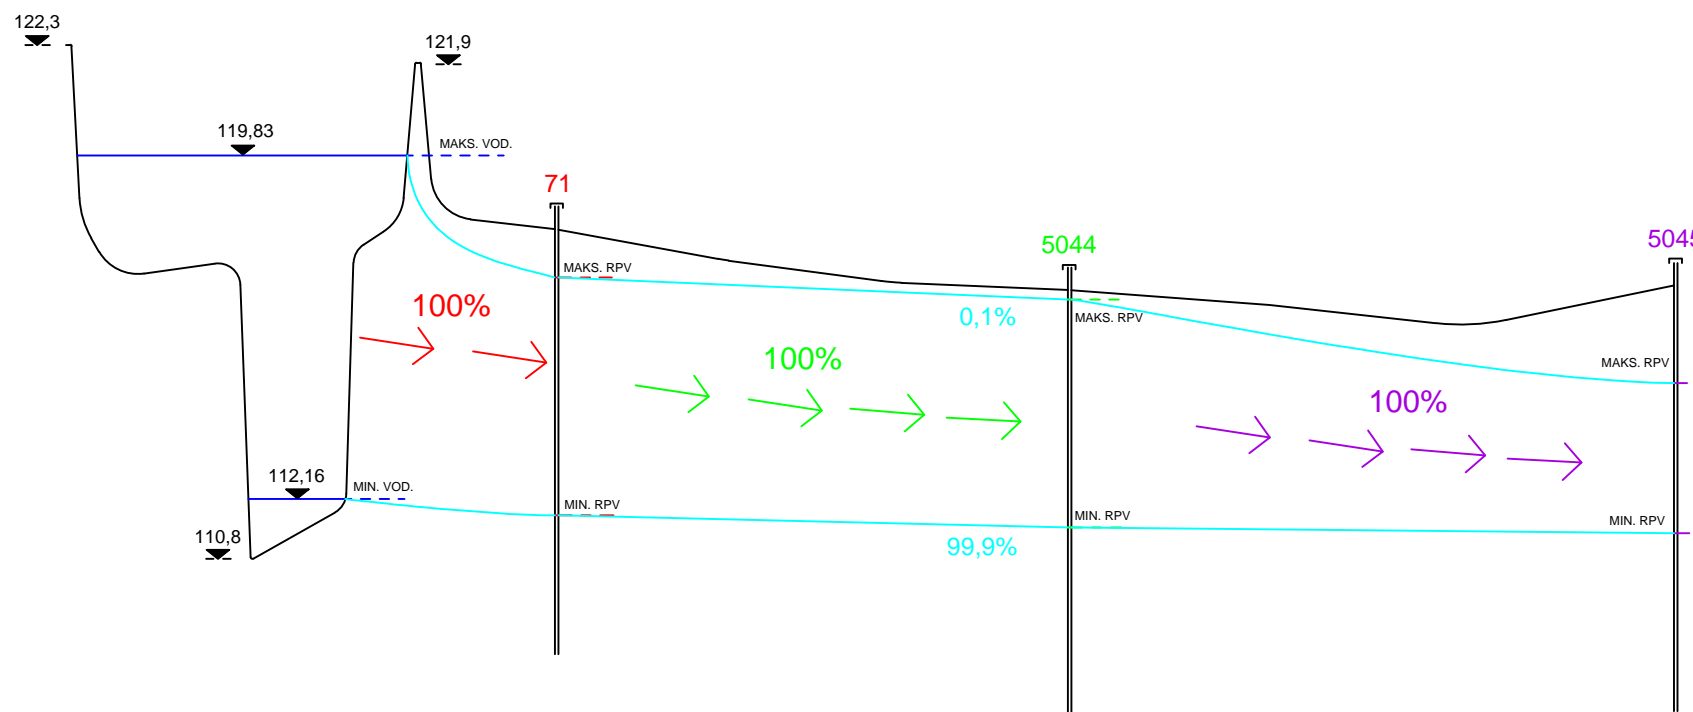 122,3
121,9
119,83
MAKS. VOD.
71
5044
5045
MAKS. RPV
100%
0,1%
MAKS. RPV
100%
MAKS. RPV
100%
112,16
MIN. VOD.
MIN. RPV
MIN. RPV
MIN. RPV
110,8
99,9%